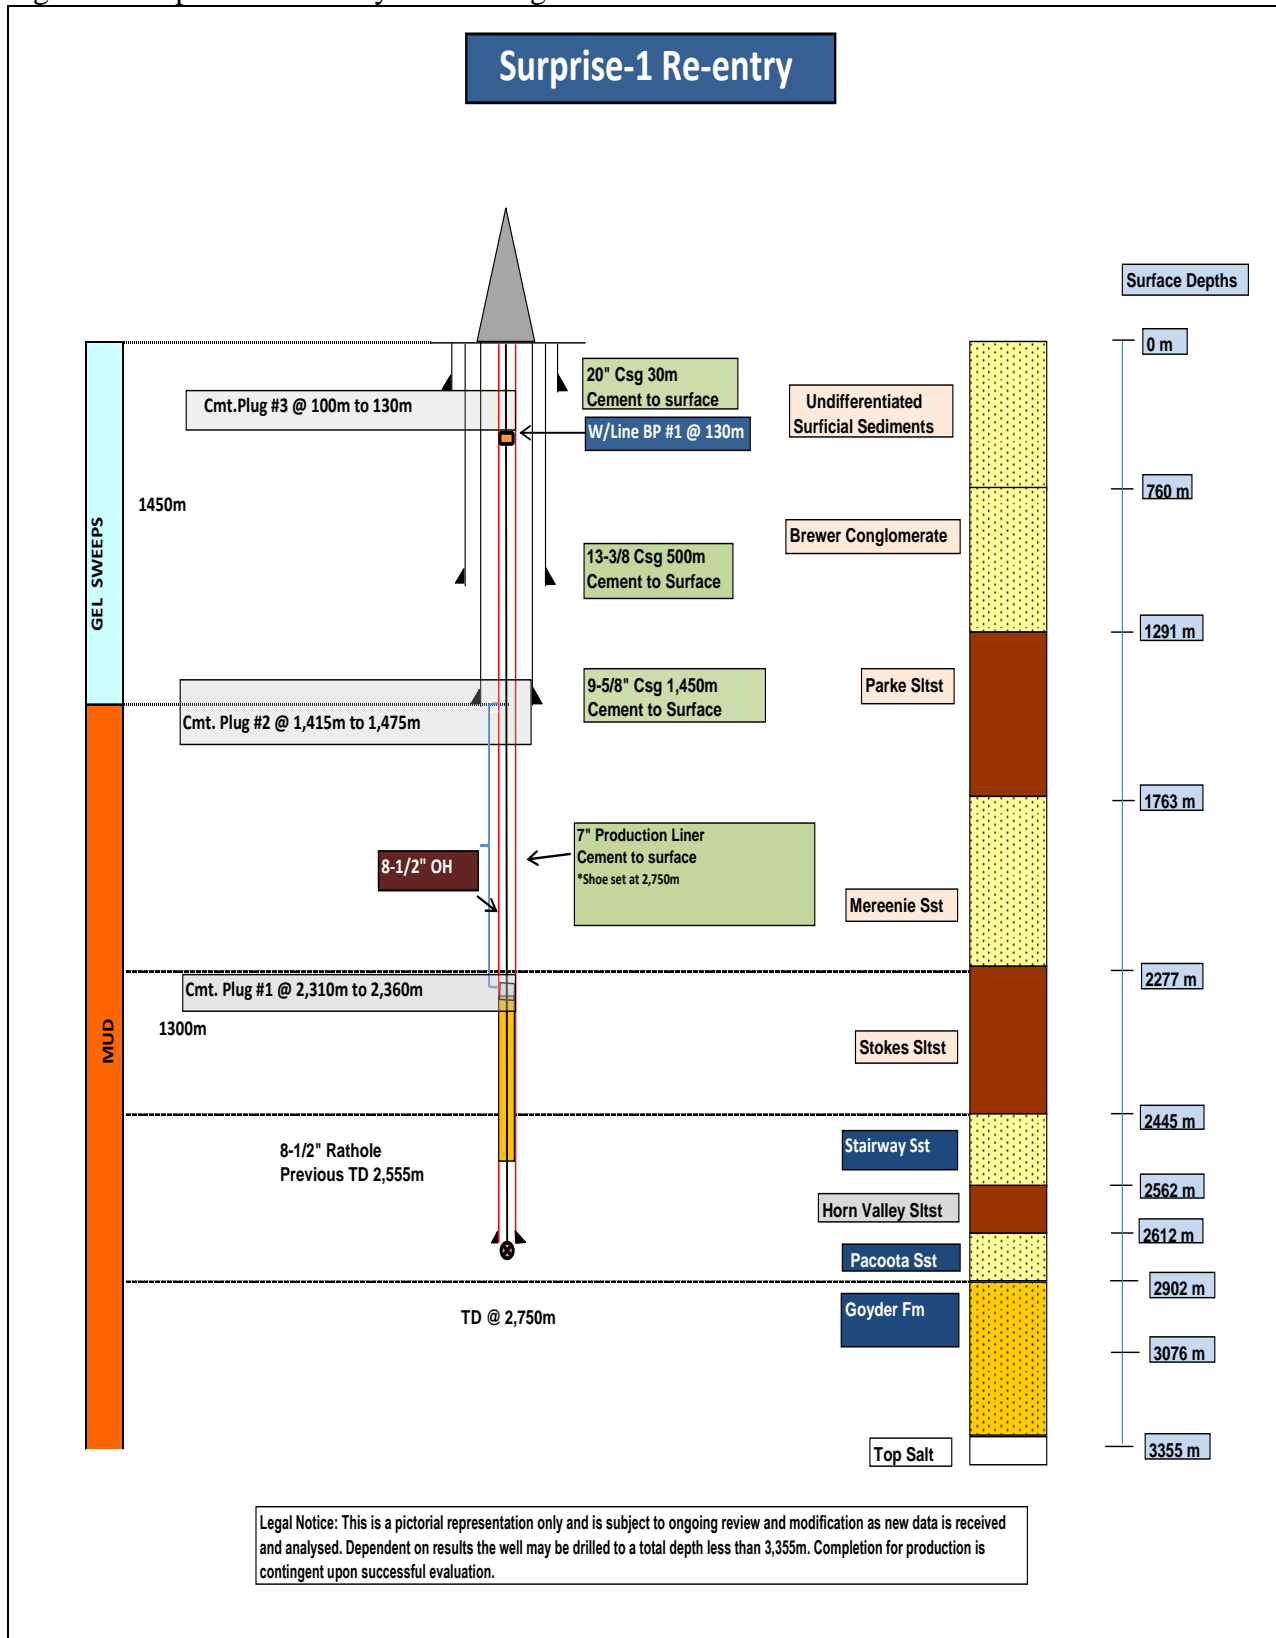 Surprise-1 Re-entry
Surface Depths
0 m
20" Csg 30m
Cement to surface
Cmt.Plug #3 @ 100m to 130m
W/Line BP #1 @ 130m
Undifferentiated
Surficial Sediments
760 m
1450m
GEL SWEEPS
Brewer Conglomerate
13-3/8 Csg 500m
Cement to Surface
1291 m
9-5/8" Csg 1,450m
Cement to Surface
Parke Sltst
Cmt. Plug #2 @ 1,415m to 1,475m
1763 m
7" Production Liner
Cement to surface
*Shoe set at 2,750m
8-1/2" OH
Mereenie Sst
2277 m
Cmt. Plug #1 @ 2,310m to 2,360m
1300m
MUD
Stokes Sltst
2445 m
8-1/2" Rathole
Previous TD 2,555m
Stairway Sst
2562 m
Horn Valley Sltst
2612 m
Pacoota Sst
2902 m
TD @ 2,750m
Goyder Fm
3076 m
Top Salt
3355 m
Legal Notice: This is a pictorial representation only and is subject to ongoing review and modification as new data is received
and analysed. Dependent on results the well may be drilled to a total depth less than 3,355m. Completion for production is
contingent upon successful evaluation.